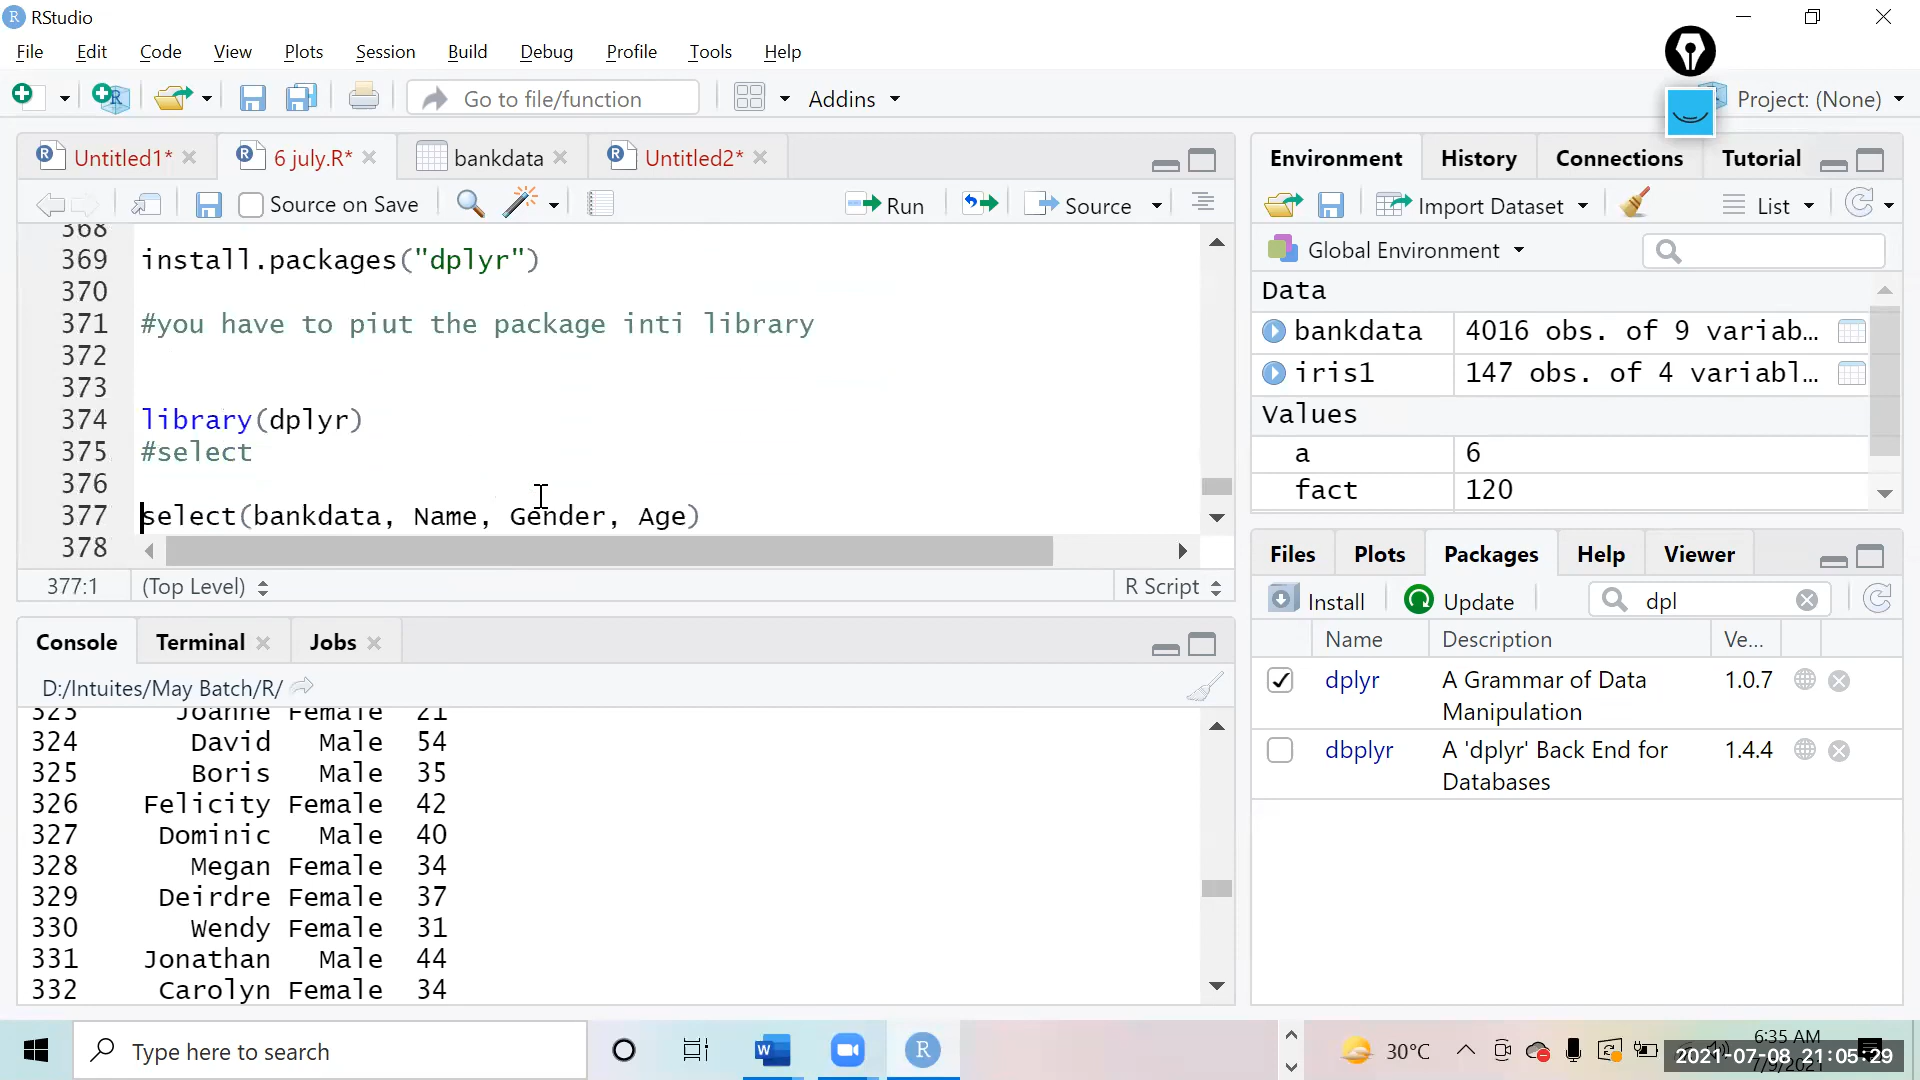 RStudio
File Edit Code View Plots Session Build Debug Profile Tools Help
Go to file/function Addins Project: (None)
Untitled1* 6 july.R* bankdata Untitled2*
Source on Save Run Source
368
369 install.packages("dplyr")
370
371 #you have to piut the package inti library
372
373
374 library(dplyr)
375 #select
376
377 select(bankdata, Name, Gender, Age)
378
377:1 (Top Level) R Script
Console Terminal Jobs
D:/Intuites/May Batch/R/
323 Joanne Female 21
324 David Male 54
325 Boris Male 35
326 Felicity Female 42
327 Dominic Male 40
328 Megan Female 34
329 Deirdre Female 37
330 Wendy Female 31
331 Jonathan Male 44
332 Carolyn Female 34
Environment History Connections Tutorial
Import Dataset List
Global Environment
Data
bankdata 4016 obs. of 9 variab...
iris1 147 obs. of 4 variabl...
Values
a 6
fact 120
Files Plots Packages Help Viewer
Install Update dpl
Name Description Ve...
dplyr A Grammar of Data 1.0.7
Manipulation
dbplyr A 'dplyr' Back End for 1.4.4
Databases
Type here to search
30°C
6:35 AM
2021-07-08 21:05:29